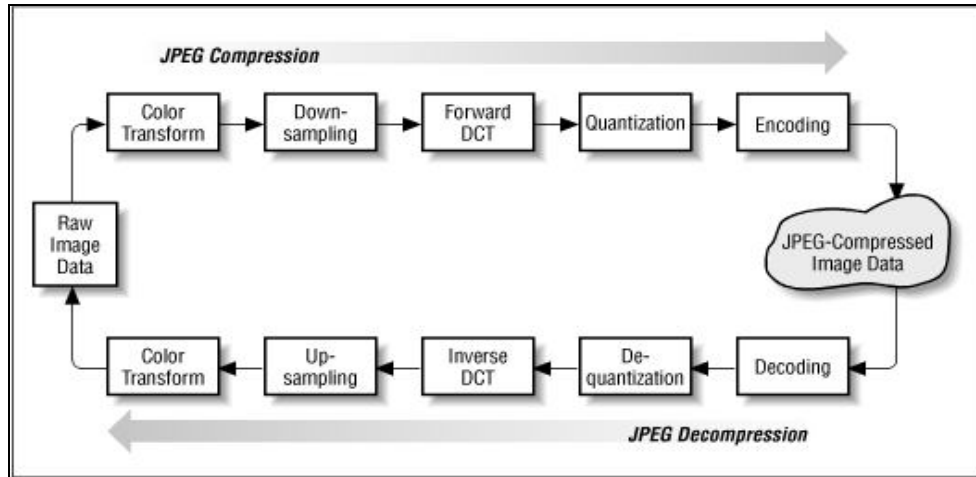 JPEG Compression
Color
Transform
Down-
sampling
Forward
DCT
Quantization
Encoding
Raw
Image
Data
JPEG-Compressed
Image Data
Color
Transform
Up-
sampling
Inverse
DCT
De-
quantization
Decoding
JPEG Decompression